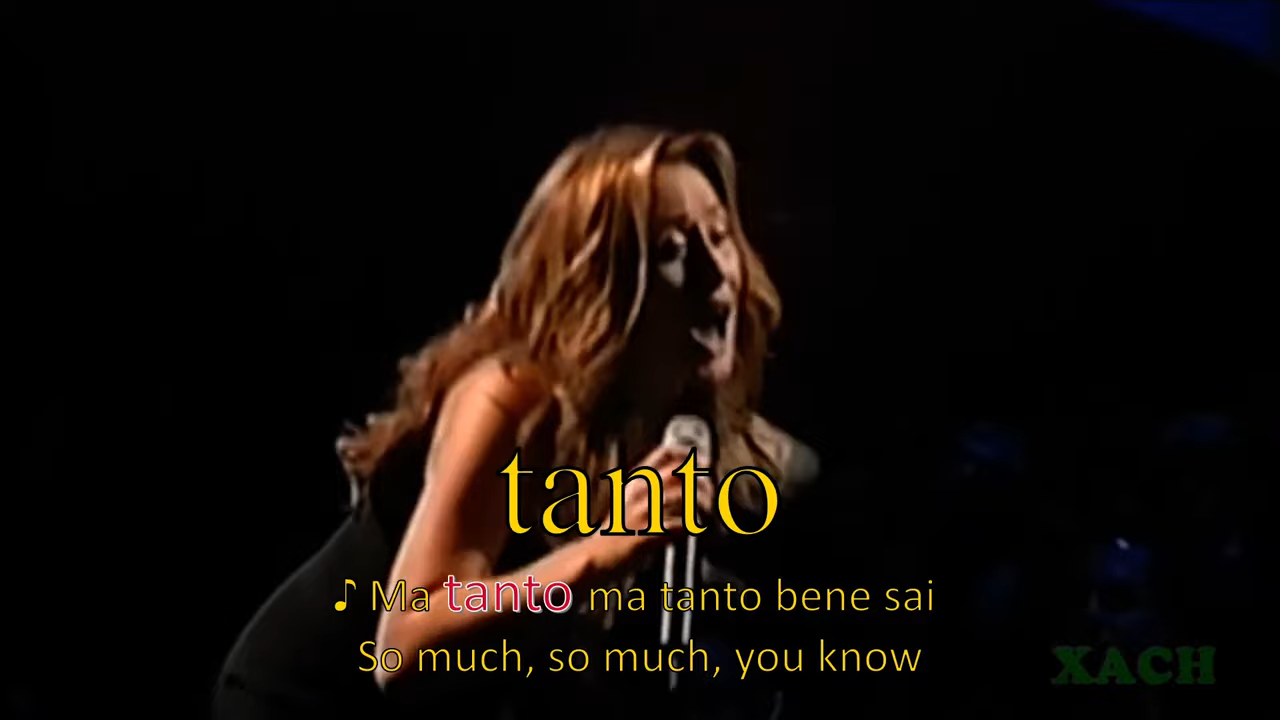 tanto
♪ Ma tanto ma tanto bene sai
So much, so much, you know
XACH